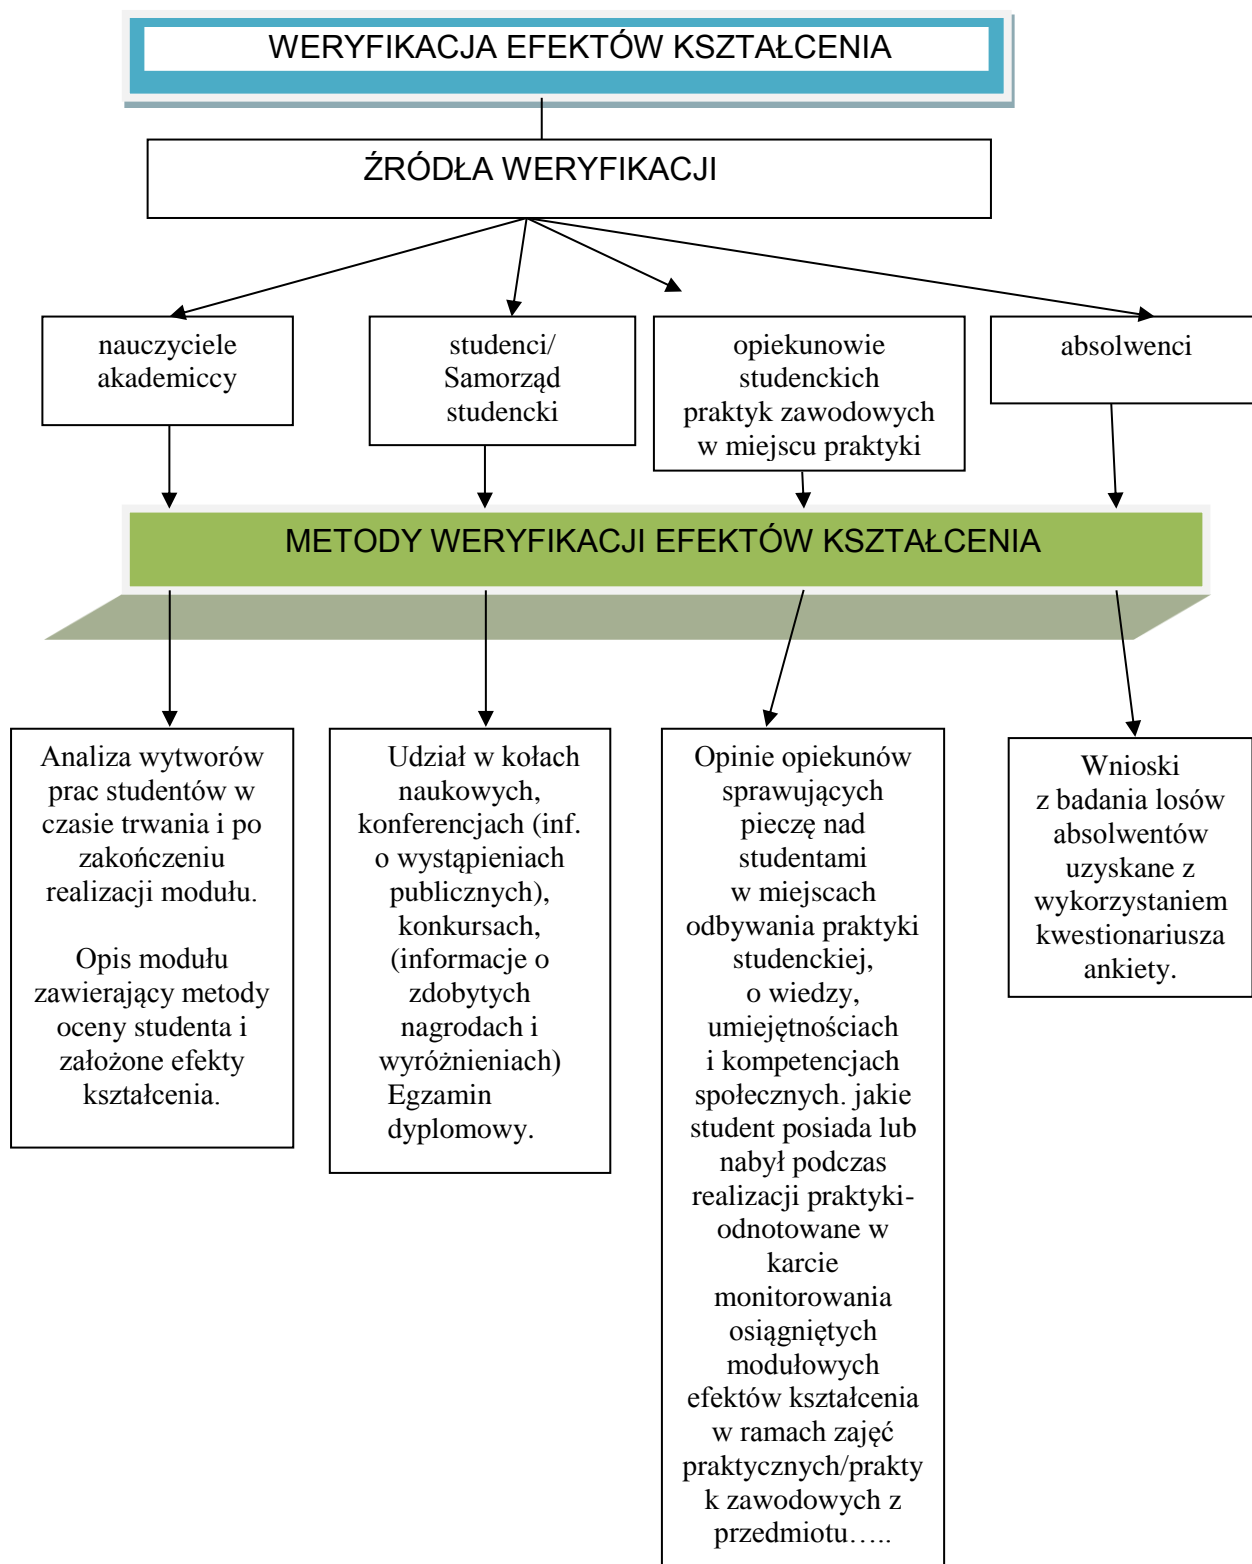 WERYFIKACJA EFEKTÓW KSZTAŁCENIA
ŹRÓDŁA WERYFIKACJI
nauczyciele
akademiccy
studenci/
Samorząd
studencki
opiekunowie
studenckich
praktyk zawodowych
w miejscu praktyki
absolwenci
METODY WERYFIKACJI EFEKTÓW KSZTAŁCENIA
Analiza wytworów
prac studentów w
czasie trwania i po
zakończeniu
realizacji modułu.
Opis modułu
zawierający metody
oceny studenta i
założone efekty
kształcenia.
Udział w kołach
naukowych,
konferencjach (inf.
o wystąpieniach
publicznych),
konkursach,
(informacje o
zdobytych
nagrodach i
wyróżnieniach)
Egzamin
dyplomowy.
Opinie opiekunów
sprawujących
pieczę nad
studentami
w miejscach
odbywania praktyki
studenckiej,
o wiedzy,
umiejętnościach
i kompetencjach
społecznych. jakie
student posiada lub
nabył podczas
realizacji praktyki-
odnotowane w
karcie
monitorowania
osiągniętych
modułowych
efektów kształcenia
w ramach zajęć
praktycznych/prakty
k zawodowych z
przedmiotu…..
Wnioski
z badania losów
absolwentów
uzyskane z
wykorzystaniem
kwestionariusza
ankiety.